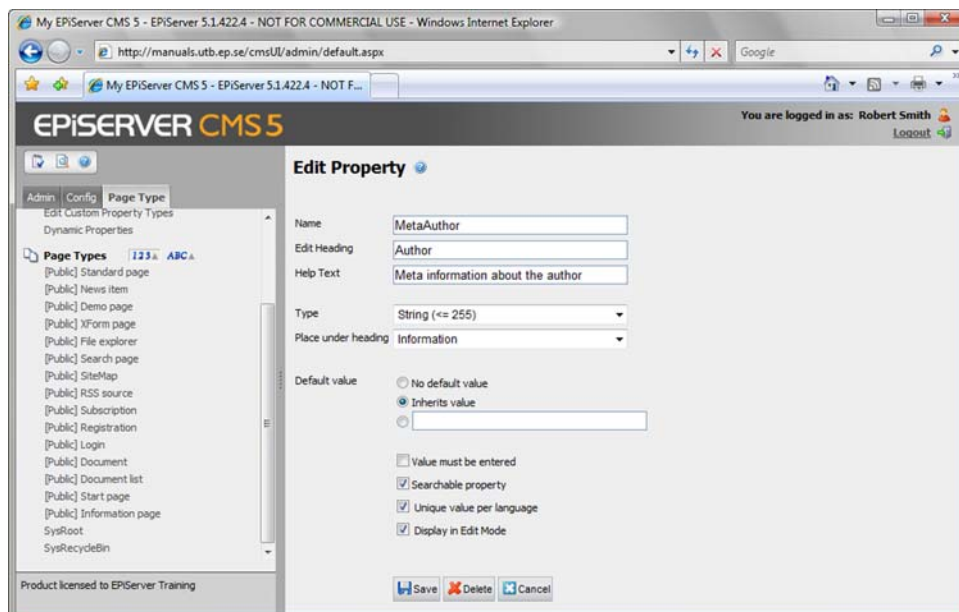 My EPiServer CMS 5 - EPiServer 5.1.422.4 - NOT FOR COMMERCIAL USE - Windows Internet Explorer
http://manuals.utb.ep.se/cmsUI/admin/default.aspx
Google
My EPiServer CMS 5 - EPiServer 5.1.422.4 - NOT F...
EPiSERVER CMS 5
You are logged in as: Robert Smith
Logout
Admin Config Page Type
Edit Custom Property Types
Dynamic Properties
Page Types 123 ABC
[Public] Standard page
[Public] News item
[Public] Demo page
[Public] XForm page
[Public] File explorer
[Public] Search page
[Public] SiteMap
[Public] RSS source
[Public] Subscription
[Public] Registration
[Public] Login
[Public] Document
[Public] Document list
[Public] Start page
[Public] Information page
SysRoot
SysRecycleBin
Product licensed to EPiServer Training
Edit Property
Name MetaAuthor
Edit Heading Author
Help Text Meta information about the author
Type String (<= 255)
Place under heading Information
Default value No default value
Inherits value
Value must be entered
Searchable property
Unique value per language
Display in Edit Mode
Save Delete Cancel